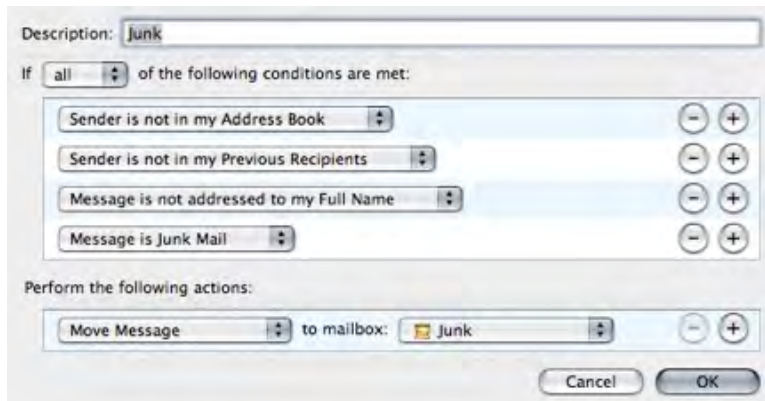 Description: Junk
If all of the following conditions are met:
Sender is not in my Address Book
Sender is not in my Previous Recipients
Message is not addressed to my Full Name
Message is Junk Mail
Perform the following actions:
Move Message to mailbox: Junk
Cancel OK